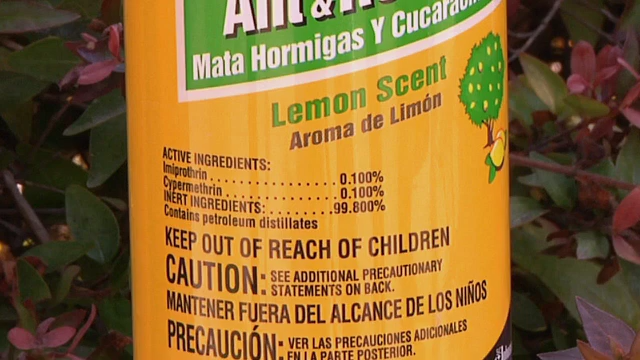 Ant &
Mata Hormigas Y Cucarachas
Lemon Scent
Aroma de Limón
ACTIVE INGREDIENTS:
Imiprothrin . . . . . . . . . . . . . . . . 0.100%
Cypermethrin . . . . . . . . . . . . . . . 0.100%
INERT INGREDIENTS: . . . . . . . . 99.800%
Contains petroleum distillates
KEEP OUT OF REACH OF CHILDREN
CAUTION: SEE ADDITIONAL PRECAUTIONARY
STATEMENTS ON BACK.
MANTENER FUERA DEL ALCANCE DE LOS NIÑOS
PRECAUCIÓN: VER LAS PRECAUCIONES ADICIONALES
EN LA PARTE POSTERIOR.